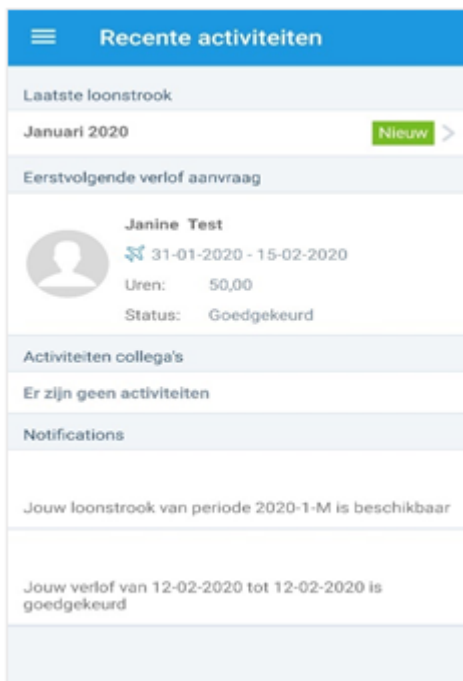 Recente activiteiten
Laatste loonstrook
Januari 2020 Nieuw
Eerstvolgende verlof aanvraag
Janine Test
31-01-2020 - 15-02-2020
Uren: 50,00
Status: Goedgekeurd
Activiteiten collega's
Er zijn geen activiteiten
Notifications
Jouw loonstrook van periode 2020-1-M is beschikbaar
Jouw verlof van 12-02-2020 tot 12-02-2020 is
goedgekeurd